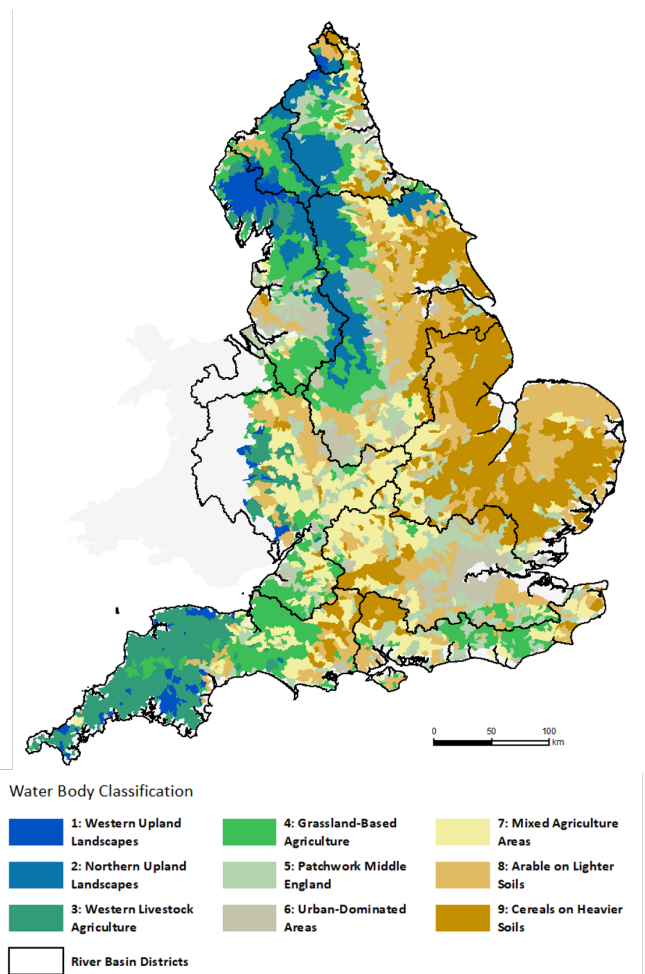 0 50 100
km
Water Body Classification
1: Western Upland
Landscapes
2: Northern Upland
Landscapes
3: Western Livestock
Agriculture
River Basin Districts
4: Grassland-Based
Agriculture
5: Patchwork Middle
England
6: Urban-Dominated
Areas
7: Mixed Agriculture
Areas
8: Arable on Lighter
Soils
9: Cereals on Heavier
Soils